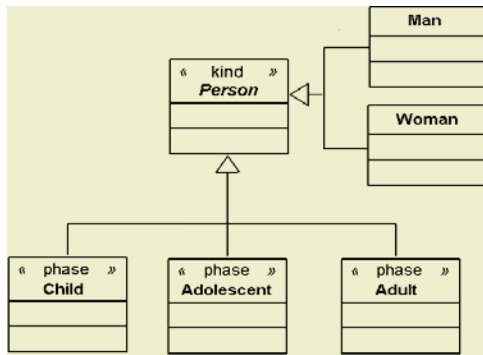 Man
« kind »
Person
Woman
« phase »
Child
« phase »
Adolescent
« phase »
Adult